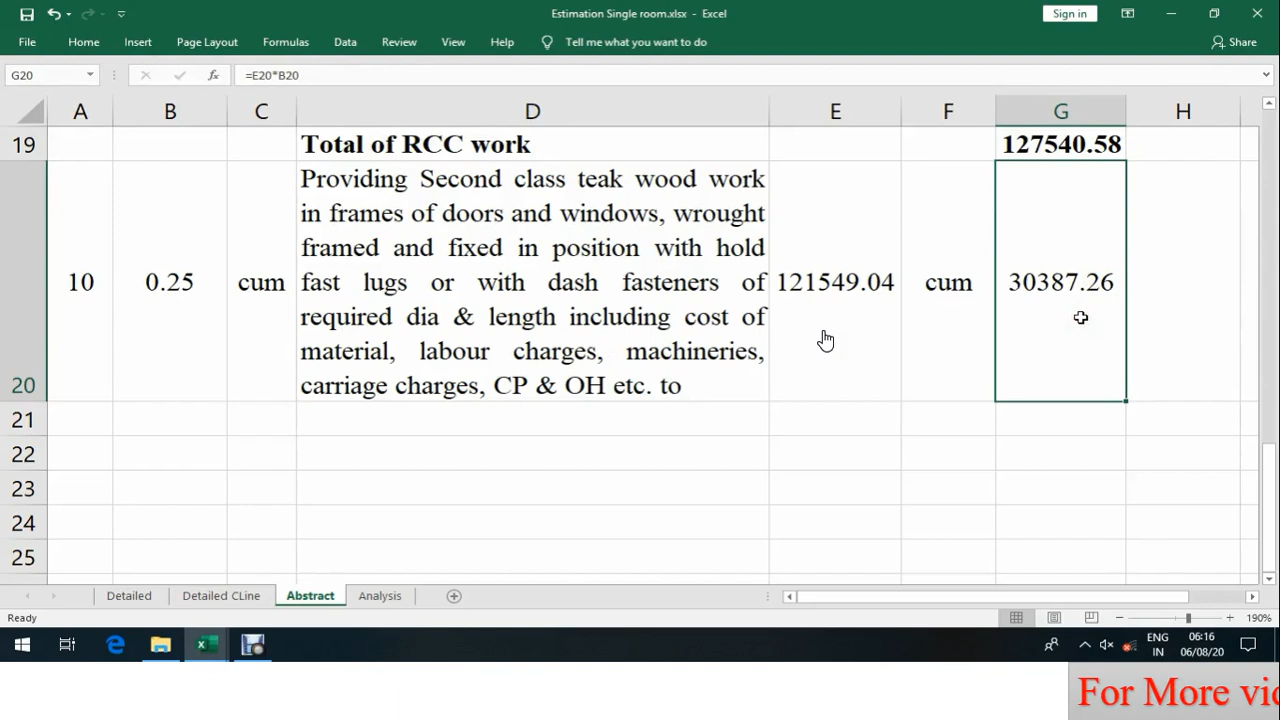 Estimation Single room.xlsx - Excel
Sign in
File Home Insert Page Layout Formulas Data Review View Help Tell me what you want to do Share
G20 fx =E20*B20
A B C D E F G H
19 Total of RCC work 127540.58
Providing Second class teak wood work
in frames of doors and windows, wrought
framed and fixed in position with hold
10 0.25 cum fast lugs or with dash fasteners of 121549.04 cum 30387.26
required dia & length including cost of
material, labour charges, machineries,
20 carriage charges, CP & OH etc. to
21
22
23
24
25
Detailed Detailed CLine Abstract Analysis
Ready 190%
ENG 06:16
IN 06/08/20
For More